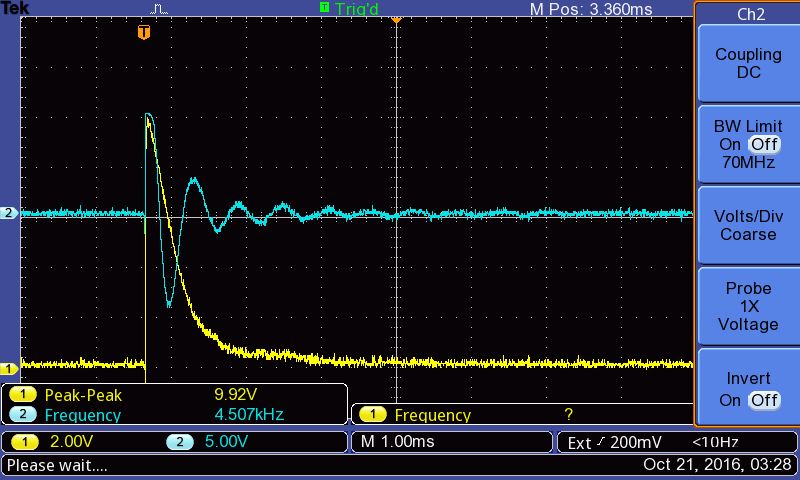 Tek T Trig'd M Pos: 3.360ms Ch2
T
Coupling
DC
BW Limit
On Off
70MHz
2
Volts/Div
Coarse
Probe
1X
Voltage
1
Invert
On Off
1 Peak-Peak 9.92V
2 Frequency 4.507kHz
1 Frequency ?
1 2.00V 2 5.00V M 1.00ms Ext 200mV <10Hz
Please wait.... Oct 21, 2016, 03:28